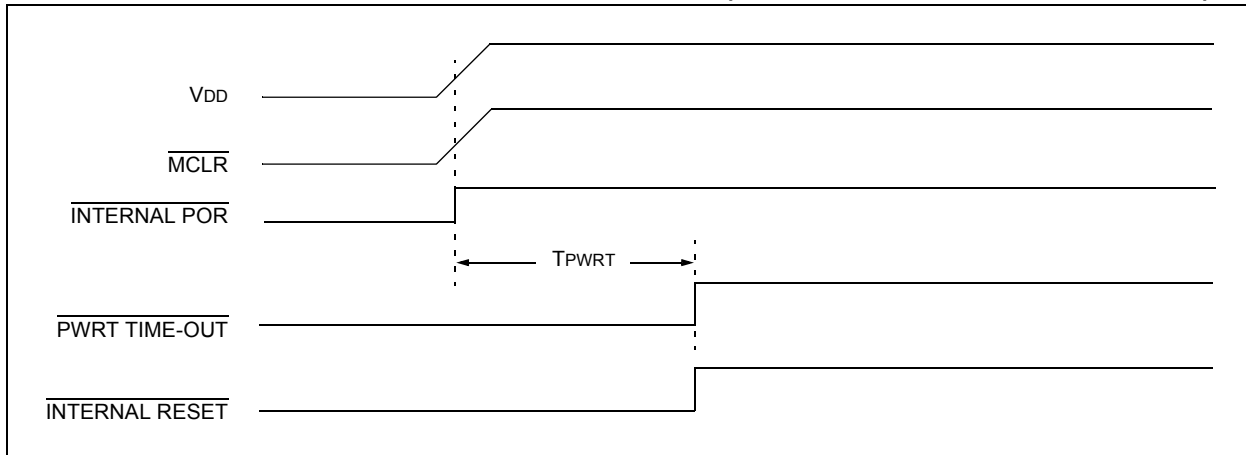 VDD
MCLR
INTERNAL POR
TPWRT
PWRT TIME-OUT
INTERNAL RESET